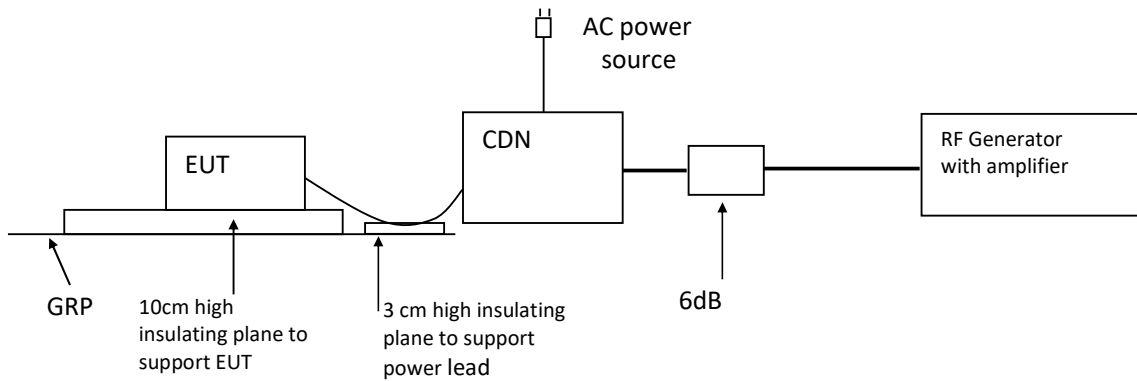 AC power
source
EUT
CDN
RF Generator
with amplifier
GRP
10cm high
insulating plane to
support EUT
3 cm high insulating
plane to support
power lead
6dB